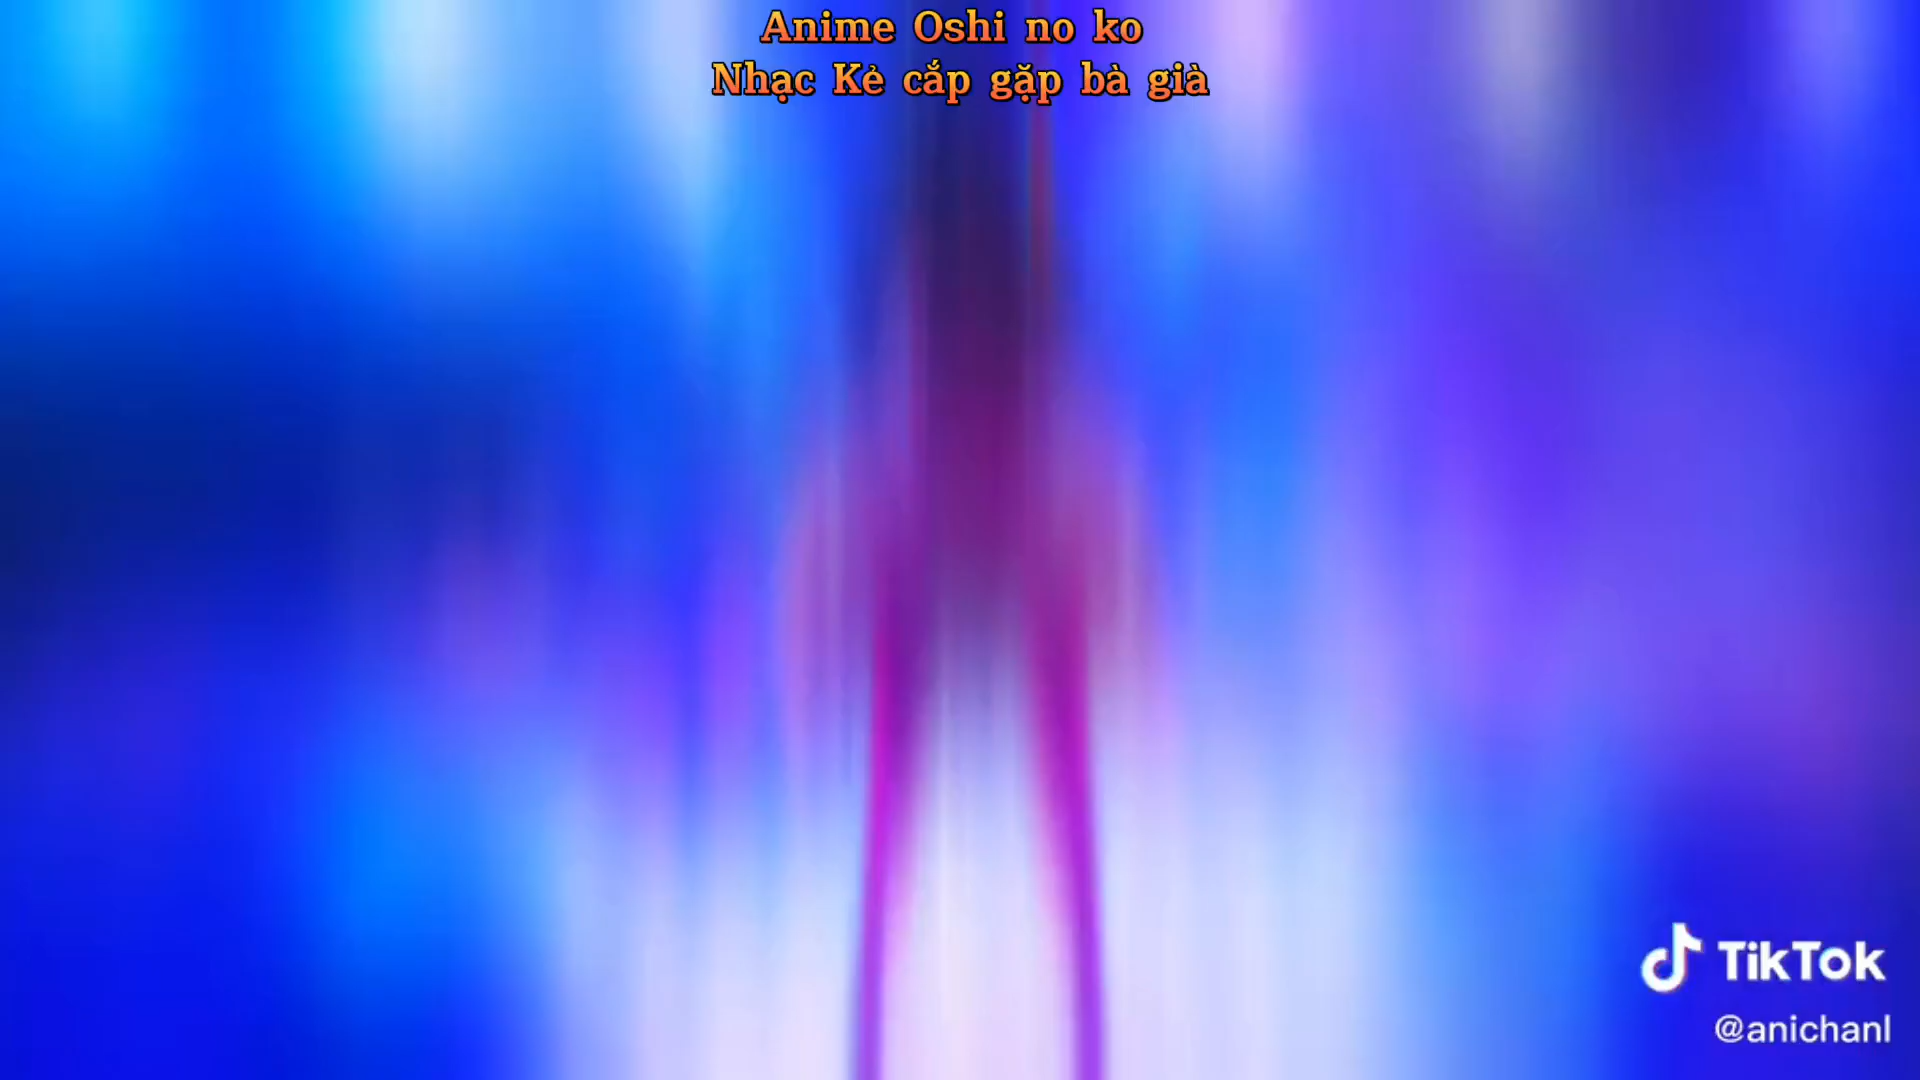 Anime Oshi no ko
Nhạc Kẻ cắp gặp bà già
TikTok
@anichanl